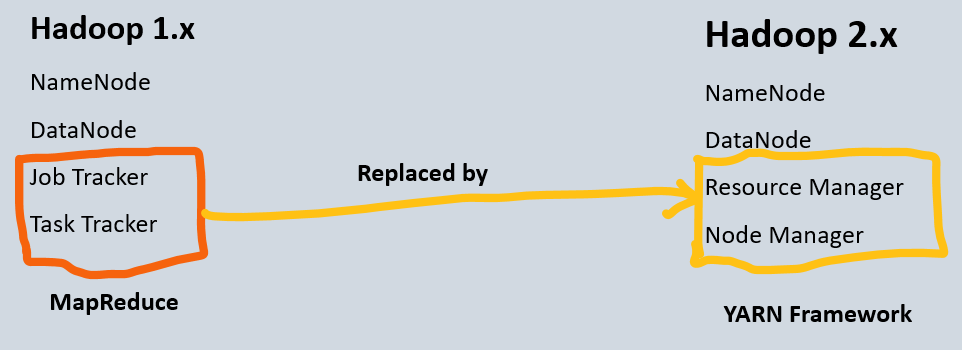 Hadoop 1.x
NameNode
DataNode
Job Tracker
Task Tracker
MapReduce
Replaced by
Hadoop 2.x
NameNode
DataNode
Resource Manager
Node Manager
YARN Framework